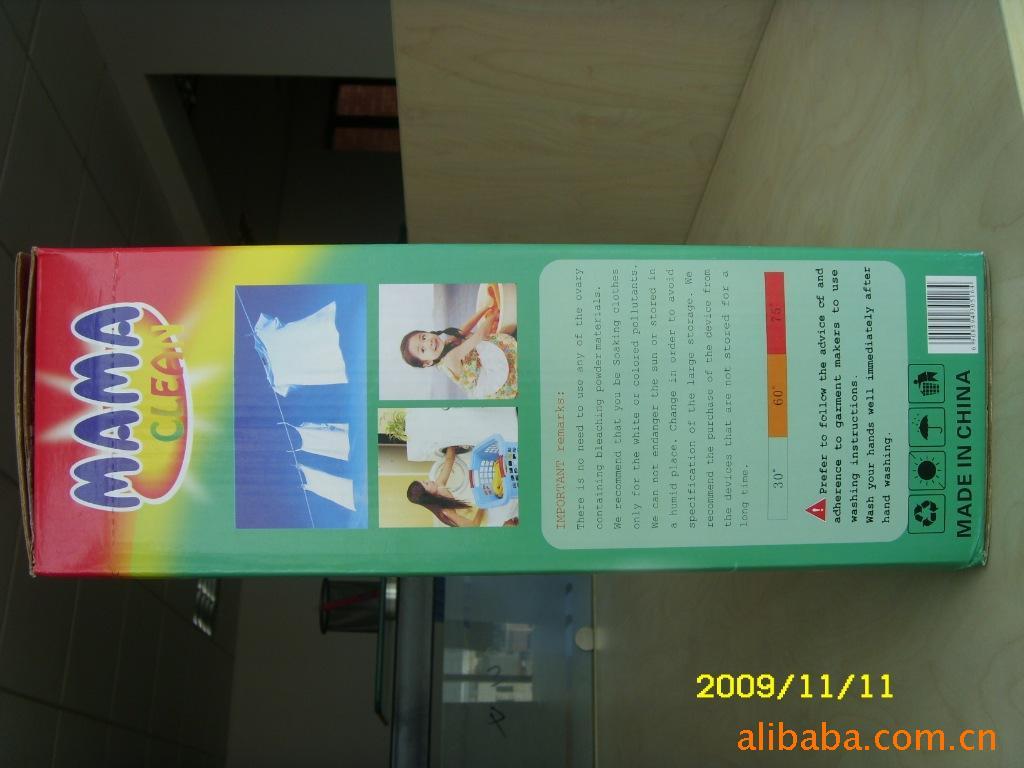 MAMA
CLEAN
IMPORTANT remarks:
There is no need to use any of the ovary
containing bleaching powder materials.
We recommend that you be Soaking clothes
only for the white or colored pollutants.
We can not endanger the sun or stored in
a humid place. Change in order to avoid
specification of the large storage. We
recommend the purchase of the device from
the devices that are not stored for a
long time.
30° 60° 75°
Prefer to follow the advice of and
adherence to garment makers to use
washing instructions.
Wash your hands well immediately after
hand washing.
MADE IN CHINA
2009/11/11
alibaba.com.cn